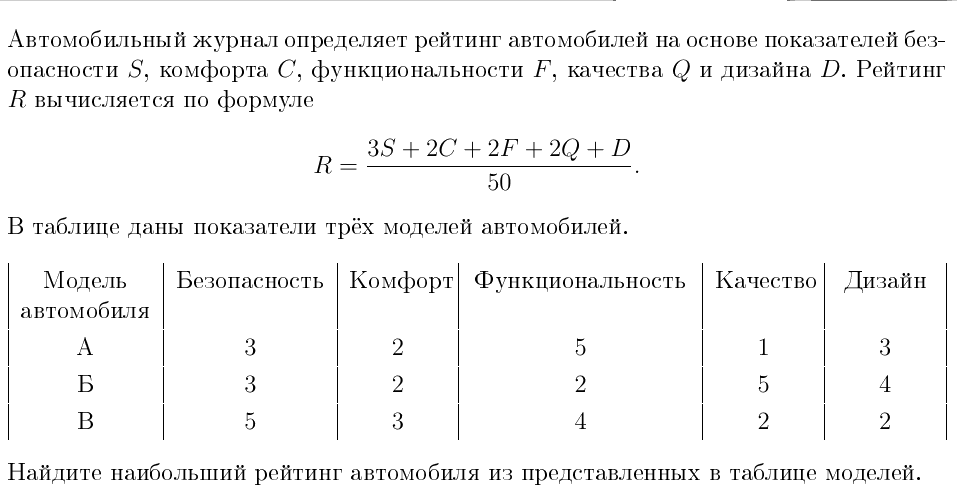 Автомобильный журнал определяет рейтинг автомобилей на основе показателей без-
опасности S, комфорта C, функциональности F, качества Q и дизайна D. Рейтинг
R вычисляется по формуле
R = \frac{3S + 2C + 2F + 2Q + D}{50}.
В таблице даны показатели трёх моделей автомобилей.
Модель автомобиля | Безопасность | Комфорт | Функциональность | Качество | Дизайн
А | 3 | 2 | 5 | 1 | 3
Б | 3 | 2 | 2 | 5 | 4
В | 5 | 3 | 4 | 2 | 2
Найдите наибольший рейтинг автомобиля из представленных в таблице моделей.